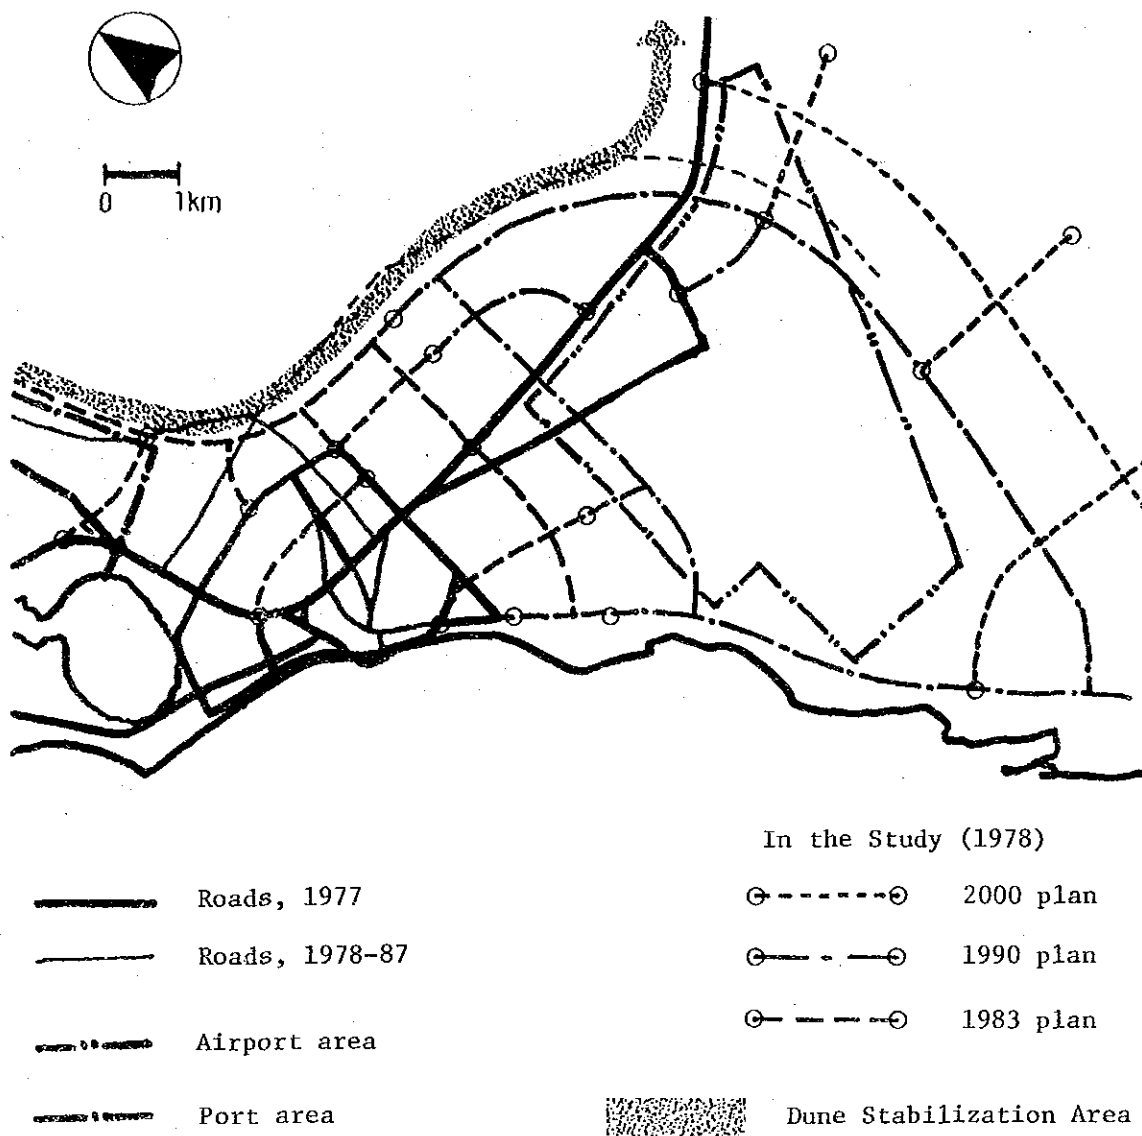 0 1km
In the Study (1978)
Roads, 1977
2000 plan
Roads, 1978-87
1990 plan
1983 plan
Airport area
Port area
Dune Stabilization Area